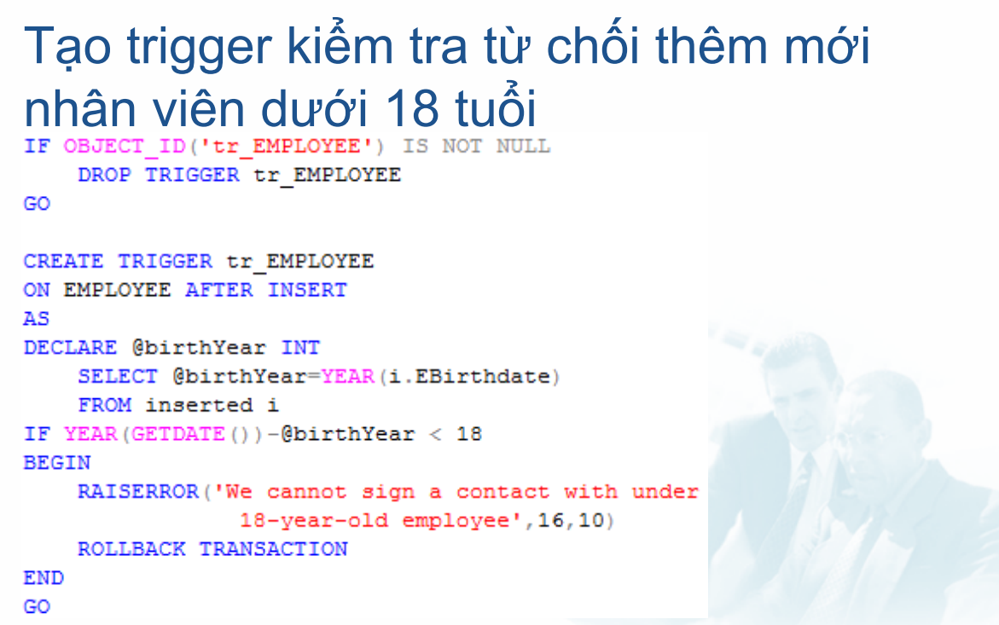 Tạo trigger kiểm tra từ chối thêm mới
nhân viên dưới 18 tuổi
IF OBJECT_ID('tr_EMPLOYEE') IS NOT NULL
DROP TRIGGER tr_EMPLOYEE
GO
CREATE TRIGGER tr_EMPLOYEE
ON EMPLOYEE AFTER INSERT
AS
DECLARE @birthYear INT
SELECT @birthYear=YEAR(i.EBirthdate)
FROM inserted i
IF YEAR(GETDATE())-@birthYear < 18
BEGIN
RAISERROR('We cannot sign a contact with under
18-year-old employee',16,10)
ROLLBACK TRANSACTION
END
GO